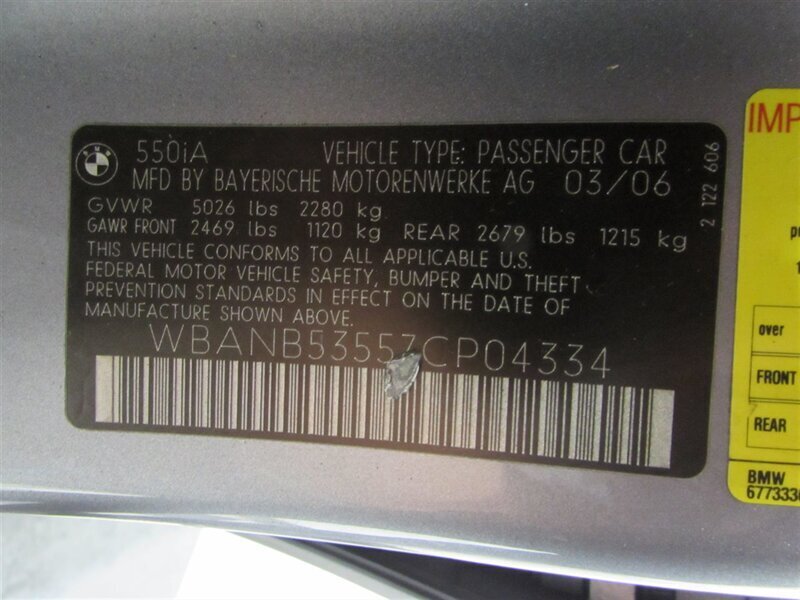 550iA VEHICLE TYPE: PASSENGER CAR
MFD BY BAYERISCHE MOTORENWERKE AG 03/06
GVWR 5026 lbs 2280 kg
GAWR FRONT 2469 lbs 1120 kg REAR 2679 lbs 1215 kg
THIS VEHICLE CONFORMS TO ALL APPLICABLE U.S.
FEDERAL MOTOR VEHICLE SAFETY, BUMPER AND THEFT
PREVENTION STANDARDS IN EFFECT ON THE DATE OF
MANUFACTURE SHOWN ABOVE.
WBANB53557CP04334
2 122 606
BMW
IMP
over
FRONT
REAR
BMW